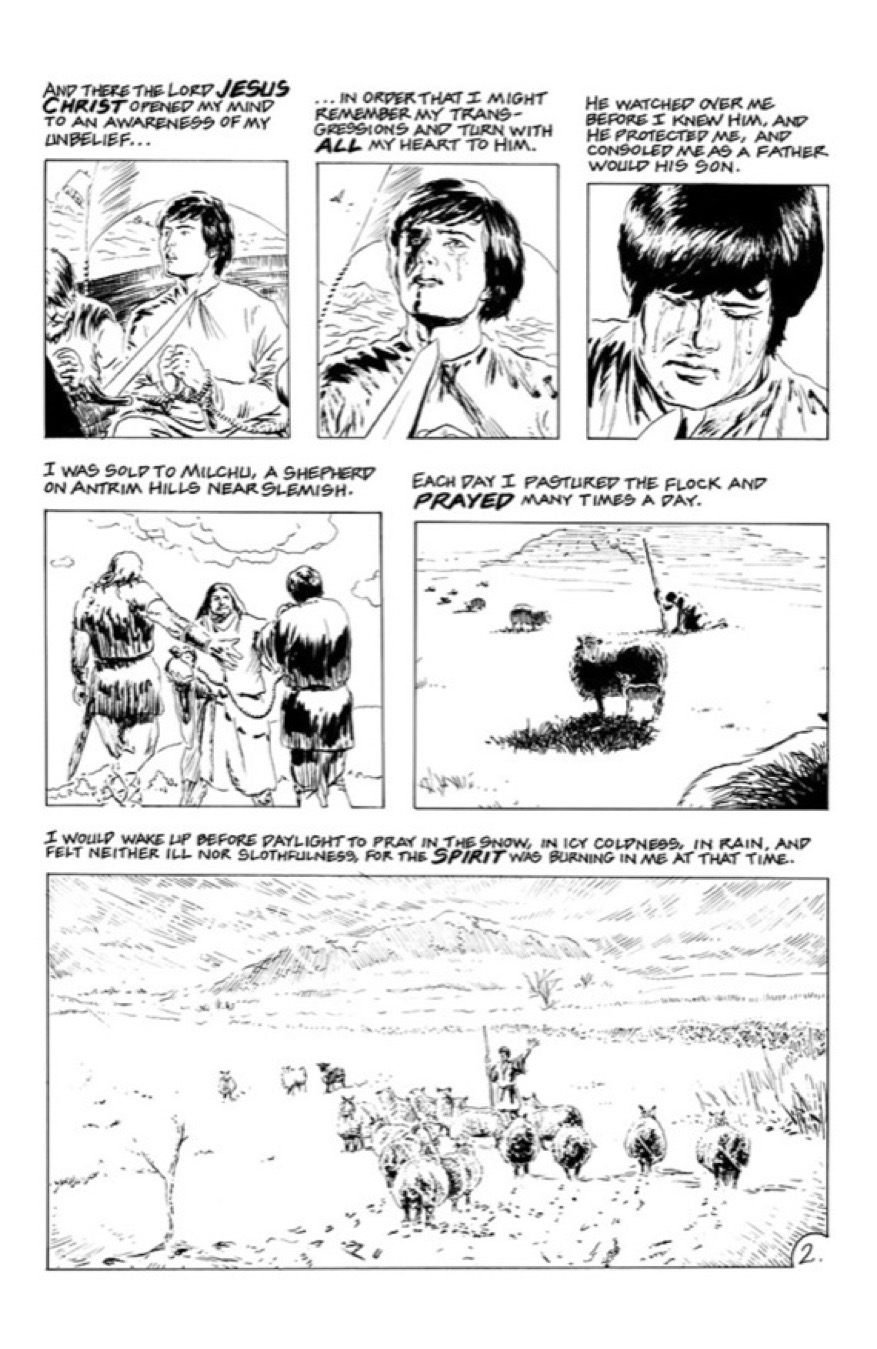 AND THERE THE LORD JESUS
CHRIST OPENED MY MIND
TO AN AWARENESS OF MY
UNBELIEF...
...IN ORDER THAT I MIGHT
REMEMBER MY TRANS-
GRESSIONS AND TURN WITH
ALL MY HEART TO HIM.
HE WATCHED OVER ME
BEFORE I KNEW HIM, AND
HE PROTECTED ME, AND
CONSOLED ME AS A FATHER
WOULD HIS SON.
I WAS SOLD TO MILCHU, A SHEPHERD
ON ANTRIM HILLS NEAR SLEMISH.
EACH DAY I PASTURED THE FLOCK AND
PRAYED MANY TIMES A DAY.
I WOULD WAKE UP BEFORE DAYLIGHT TO PRAY IN THE SNOW, IN ICY COLDNESS, IN RAIN, AND
FELT NEITHER ILL NOR SLOTHFULNESS, FOR THE SPIRIT WAS BURNING IN ME AT THAT TIME.
2.